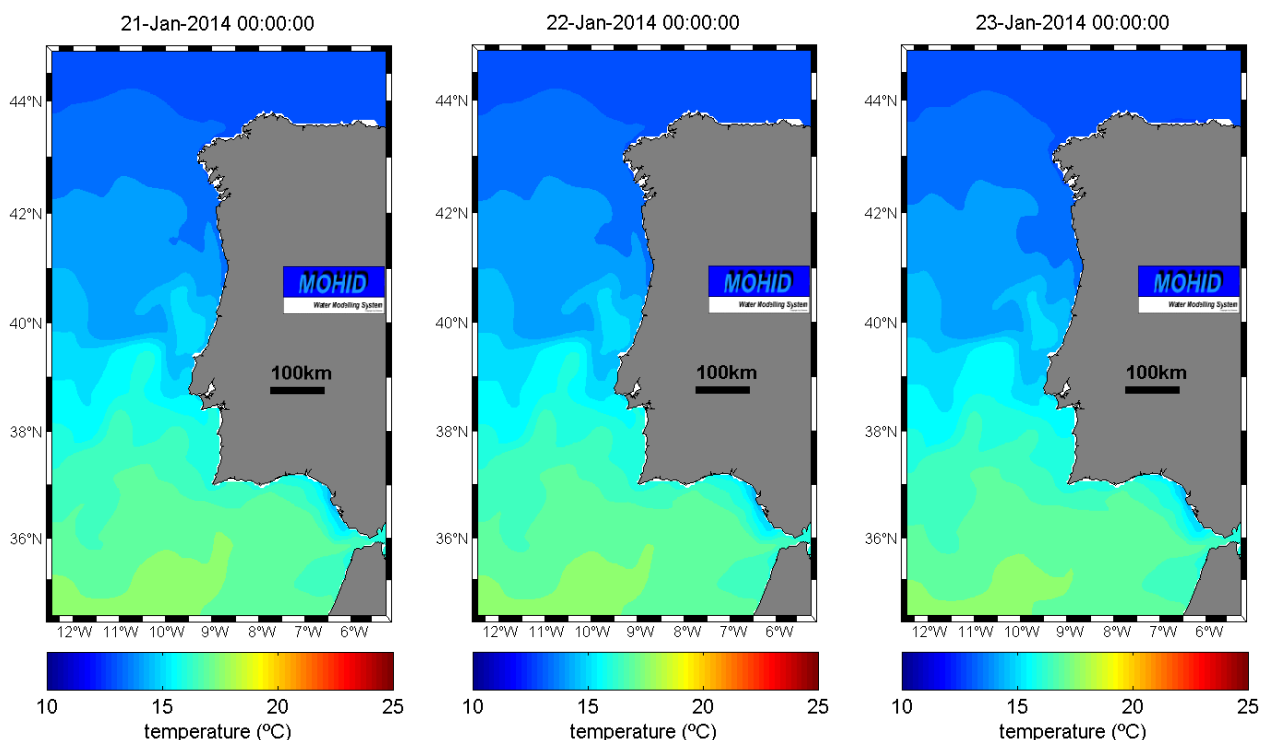 21-Jan-2014 00:00:00
44°N
42°N
40°N
38°N
36°N
12°W 11°W 10°W 9°W 8°W 7°W 6°W
MOHID
Water Modelling System
100km
10 15 20 25
temperature (ºC)
22-Jan-2014 00:00:00
44°N
42°N
40°N
38°N
36°N
12°W 11°W 10°W 9°W 8°W 7°W 6°W
MOHID
Water Modelling System
100km
10 15 20 25
temperature (ºC)
23-Jan-2014 00:00:00
44°N
42°N
40°N
38°N
36°N
12°W 11°W 10°W 9°W 8°W 7°W 6°W
MOHID
Water Modelling System
100km
10 15 20 25
temperature (ºC)